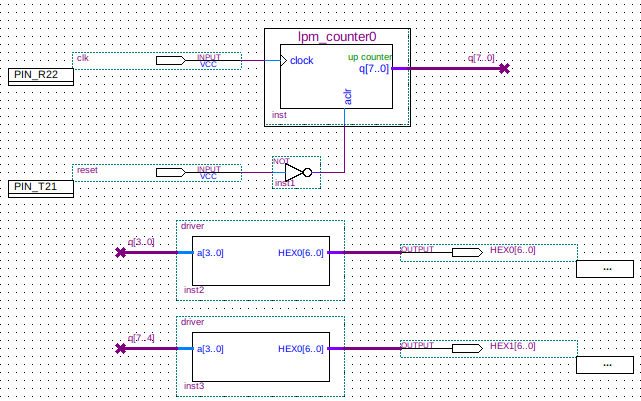 lpm_counter0
clk
INPUT
VCC
PIN_R22
clock
up counter
q[7..0]
q[7..0]
aclr
inst
reset
INPUT
VCC
PIN_T21
NOT
inst1
driver
q[3..0]
a[3..0]
HEX0[6..0]
OUTPUT
HEX0[6..0]
...
inst2
driver
q[7..4]
a[3..0]
HEX0[6..0]
OUTPUT
HEX1[6..0]
...
inst3